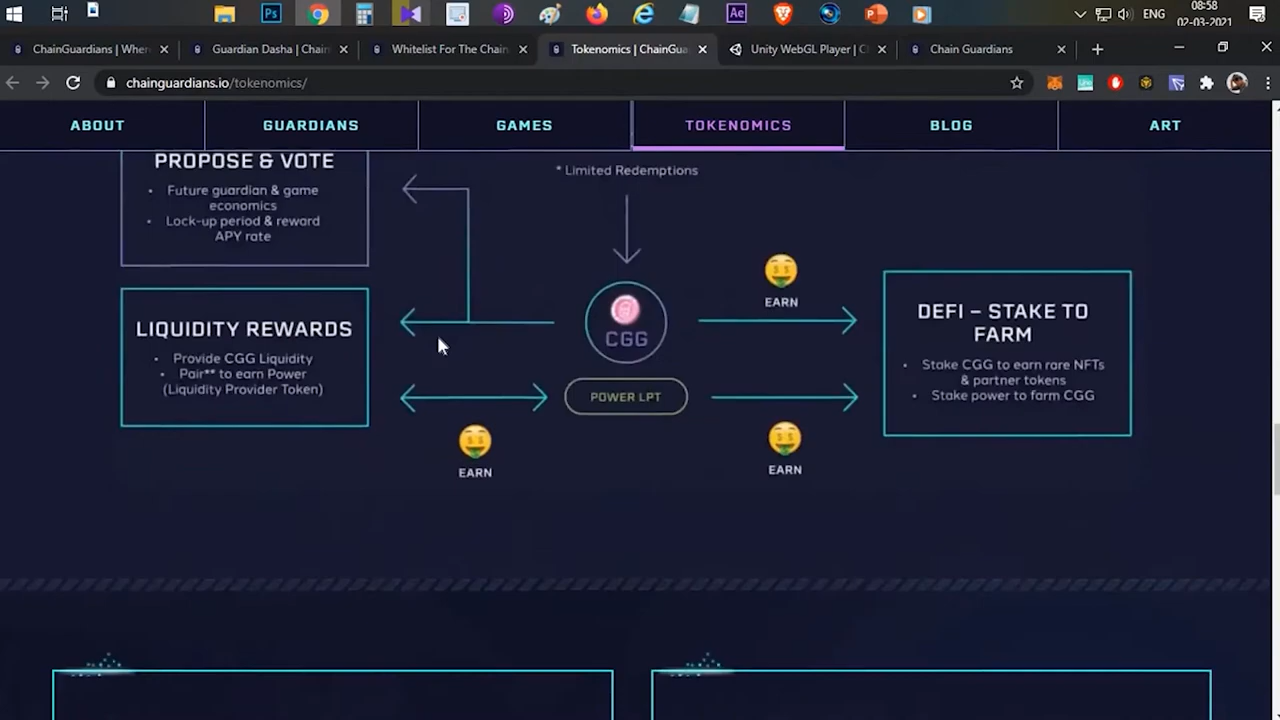 08:58
ENG
02-03-2021
ChainGuardians | Wher
Guardian Dasha | Chain
Whitelist For The Chain
Tokenomics | ChainGua
Unity WebGL Player | C
Chain Guardians
chainguardians.io/tokenomics/
ABOUT
GUARDIANS
GAMES
TOKENOMICS
BLOG
ART
PROPOSE & VOTE
• Future guardian & game
economics
• Lock-up period & reward
APY rate
* Limited Redemptions
LIQUIDITY REWARDS
• Provide CGG Liquidity
• Pair** to earn Power
(Liquidity Provider Token)
CGG
POWER LPT
EARN
EARN
EARN
DEFI – STAKE TO
FARM
• Stake CGG to earn rare NFTs
& partner tokens
• Stake power to farm CGG